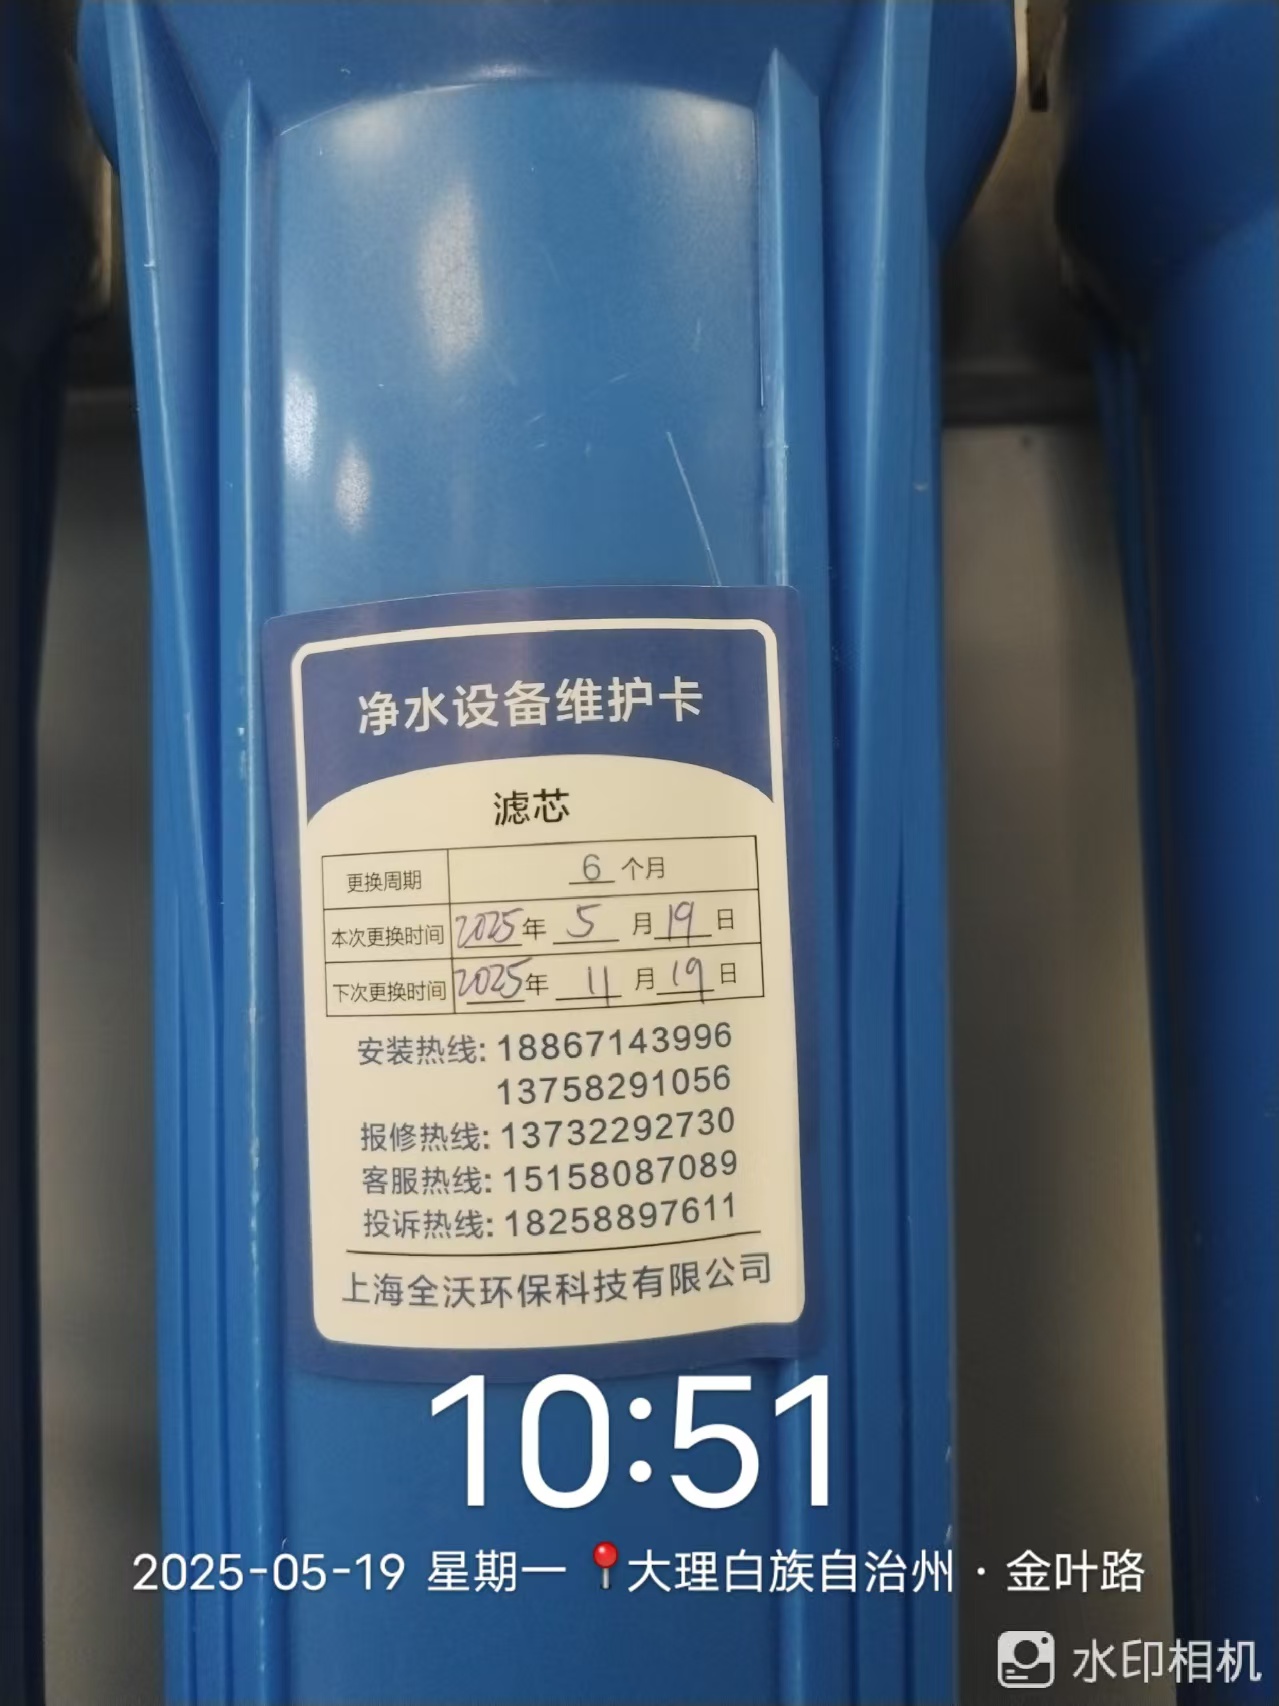 净水设备维护卡
滤芯
更换周期 6 个月
本次更换时间 2025年 5 月 19 日
下次更换时间 2025年 11 月 19 日
安装热线: 18867143996
13758291056
报修热线: 13732292730
客服热线: 15158087089
投诉热线: 18258897611
上海全沃环保科技有限公司
10:51
2025-05-19 星期一 📍大理白族自治州·金叶路
水印相机